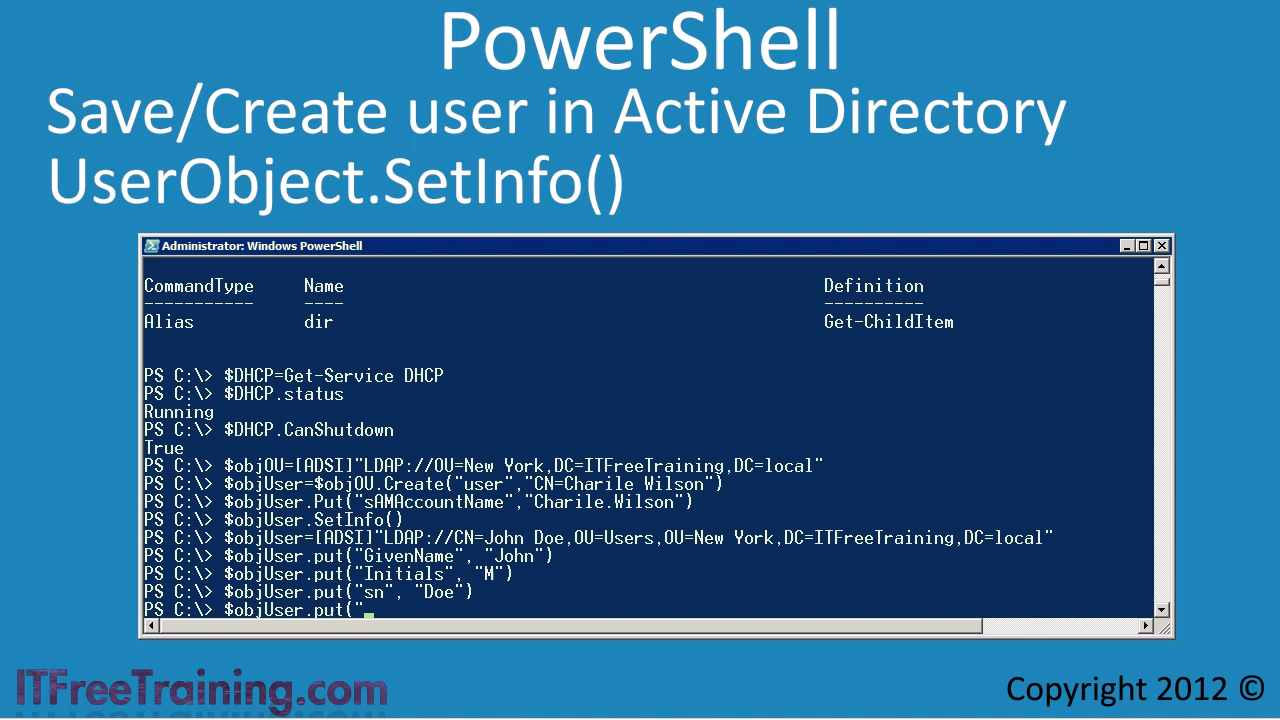 PowerShell
Save/Create user in Active Directory
UserObject.SetInfo()
Administrator: Windows PowerShell
CommandType Name Definition
----------- ---- ----------
Alias dir Get-ChildItem
PS C:\> $DHCP=Get-Service DHCP
PS C:\> $DHCP.status
Running
PS C:\> $DHCP.CanShutdown
True
PS C:\> $objOU=[ADSI]"LDAP://OU=New York,DC=ITFreeTraining,DC=local"
PS C:\> $objUser=$objOU.Create("user","CN=Charile Wilson")
PS C:\> $objUser.Put("sAMAccountName","Charile.Wilson")
PS C:\> $objUser.SetInfo()
PS C:\> $objUser=[ADSI]"LDAP://CN=John Doe,OU=Users,OU=New York,DC=ITFreeTraining,DC=local"
PS C:\> $objUser.put("GivenName", "John")
PS C:\> $objUser.put("Initials", "M")
PS C:\> $objUser.put("sn", "Doe")
PS C:\> $objUser.put("_
ITFreeTraining.com
Copyright 2012 ©